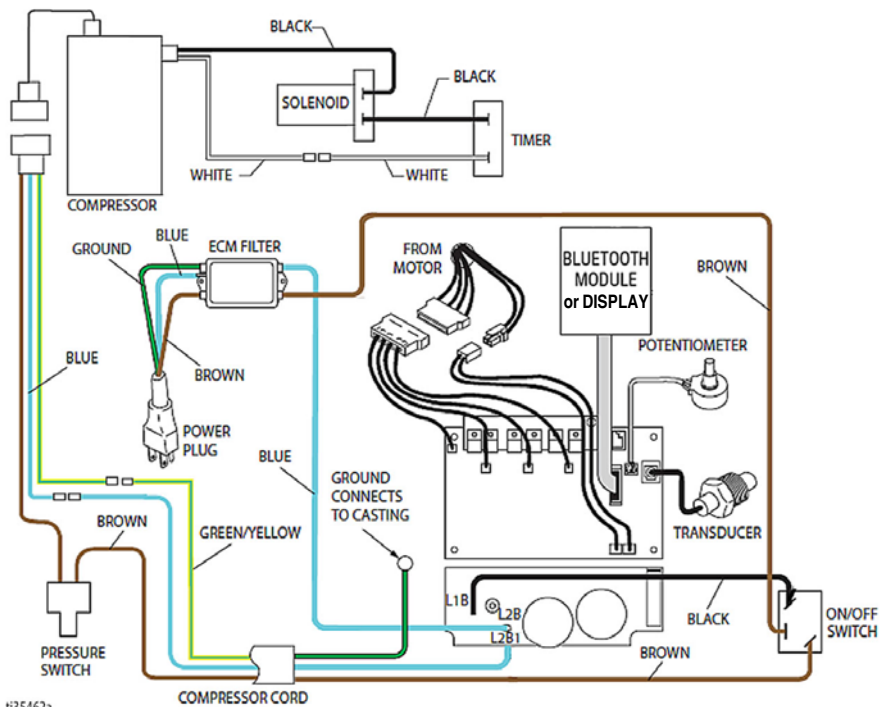 BLACK
BLACK
SOLENOID
TIMER
WHITE
WHITE
COMPRESSOR
BLUE
ECM FILTER
GROUND
FROM
MOTOR
BLUETOOTH
MODULE
or DISPLAY
BROWN
POTENTIOMETER
BLUE
BROWN
POWER
PLUG
BLUE
GROUND
CONNECTS
TO CASTING
BROWN
GREEN/YELLOW
TRANSDUCER
L1B
L2B
L2B1
BLACK
ON/OFF
SWITCH
PRESSURE
SWITCH
BROWN
COMPRESSOR CORD
ti35462a